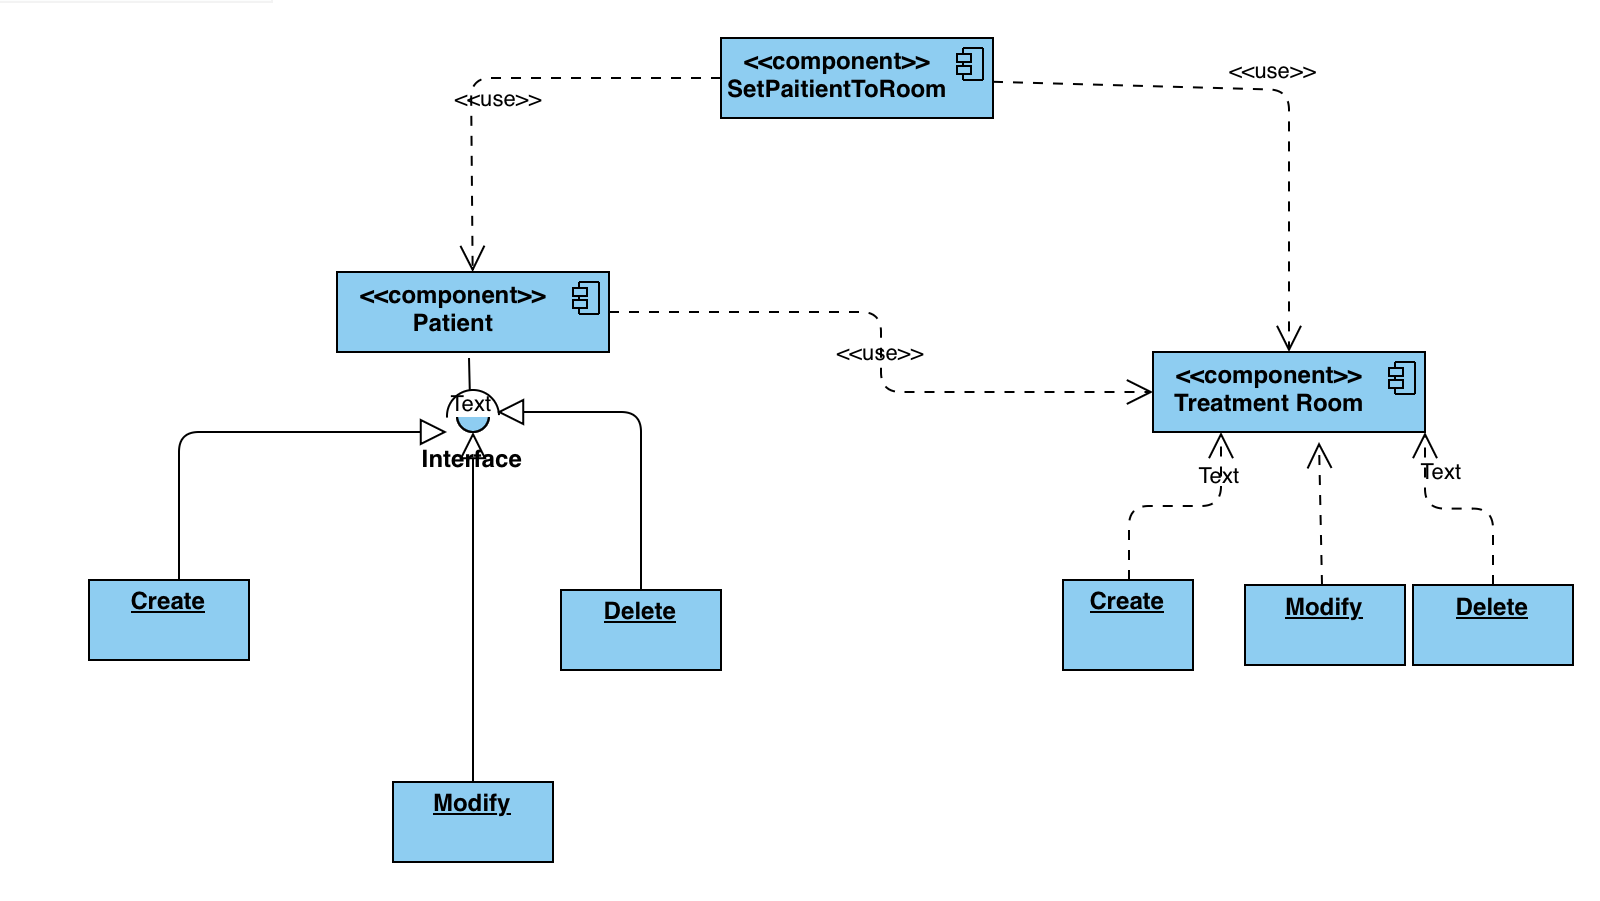 <<component>>
SetPaitientToRoom
<<use>>
<<use>>
<<component>>
Patient
<<use>>
<<component>>
Treatment Room
Text
Interface
Text
Text
Create
Delete
Create
Modify
Delete
Modify